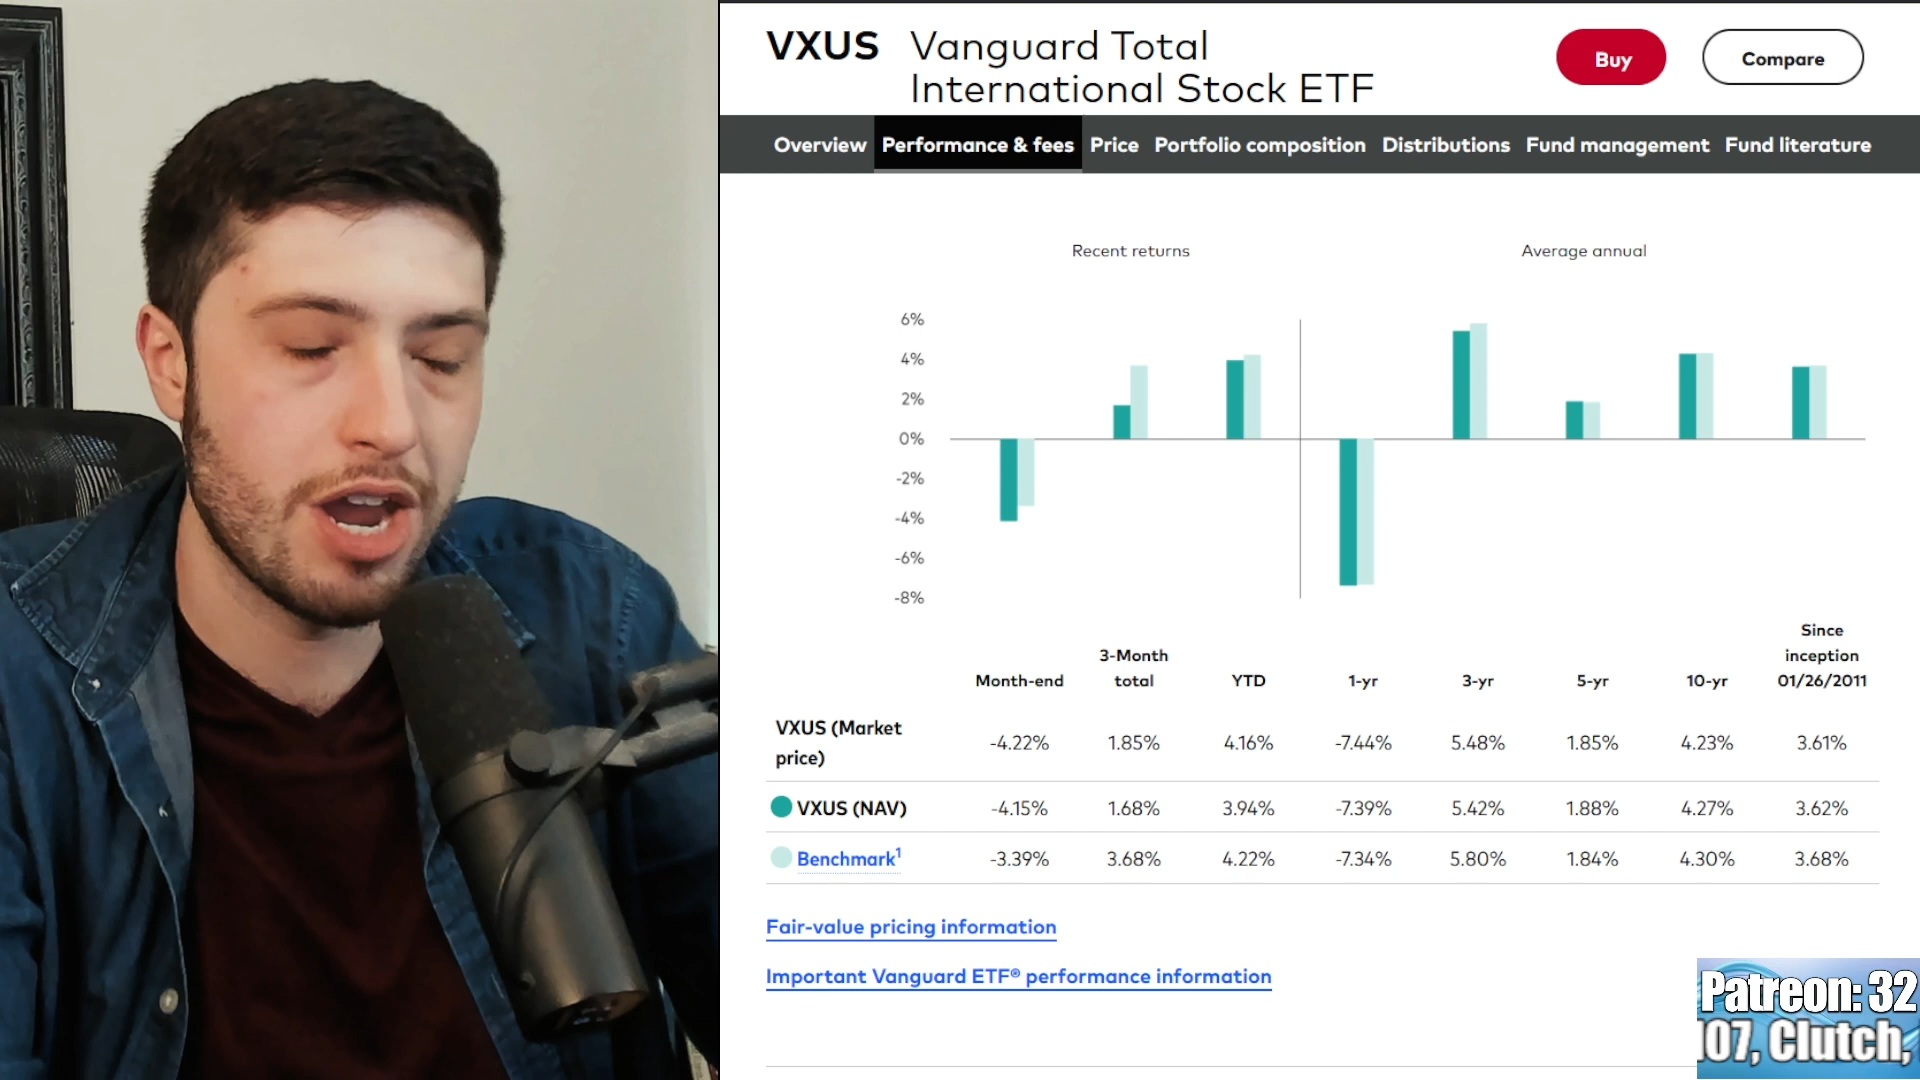 VXUS Vanguard Total
International Stock ETF
Buy
Compare
Overview Performance & fees Price Portfolio composition Distributions Fund management Fund literature
Recent returns
Average annual
6%
4%
2%
0%
-2%
-4%
-6%
-8%
Since
3-Month inception
Month-end total YTD 1-yr 3-yr 5-yr 10-yr 01/26/2011
VXUS (Market
price) -4.22% 1.85% 4.16% -7.44% 5.48% 1.85% 4.23% 3.61%
VXUS (NAV) -4.15% 1.68% 3.94% -7.39% 5.42% 1.88% 4.27% 3.62%
Benchmark1 -3.39% 3.68% 4.22% -7.34% 5.80% 1.84% 4.30% 3.68%
Fair-value pricing information
Important Vanguard ETF® performance information
Patreon: 32
107, Clutch,